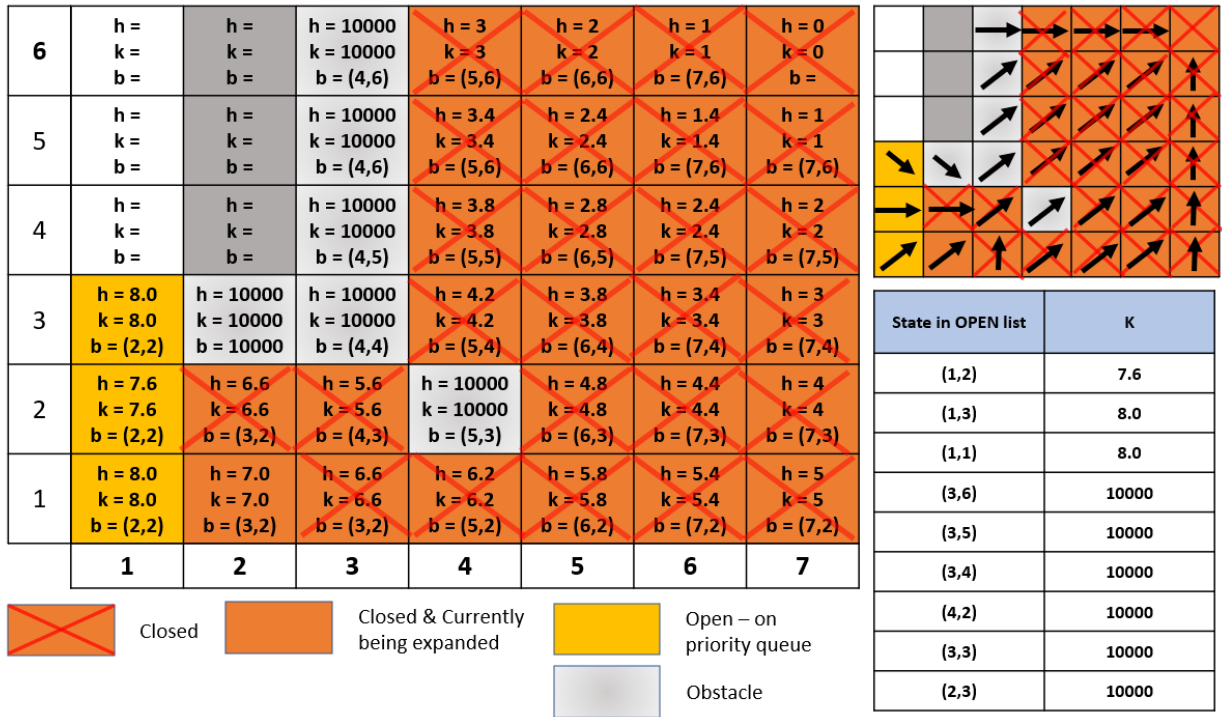 6
h =
k =
b =
h =
k =
b =
h = 10000
k = 10000
b = (4,6)
h = 3
k = 3
b = (5,6)
h = 2
k = 2
b = (6,6)
h = 1
k = 1
b = (7,6)
h = 0
k = 0
b =
5
h =
k =
b =
h =
k =
b =
h = 10000
k = 10000
b = (4,6)
h = 3.4
k = 3.4
b = (5,6)
h = 2.4
k = 2.4
b = (6,6)
h = 1.4
k = 1.4
b = (7,6)
h = 1
k = 1
b = (7,6)
4
h =
k =
b =
h =
k =
b =
h = 10000
k = 10000
b = (4,5)
h = 3.8
k = 3.8
b = (5,5)
h = 2.8
k = 2.8
b = (6,5)
h = 2.4
k = 2.4
b = (7,5)
h = 2
k = 2
b = (7,5)
3
h = 8.0
k = 8.0
b = (2,2)
h = 10000
k = 10000
b = 10000
h = 10000
k = 10000
b = (4,4)
h = 4.2
k = 4.2
b = (5,4)
h = 3.8
k = 3.8
b = (6,4)
h = 3.4
k = 3.4
b = (7,4)
h = 3
k = 3
b = (7,4)
2
h = 7.6
k = 7.6
b = (2,2)
h = 6.6
k = 6.6
b = (3,2)
h = 5.6
k = 5.6
b = (4,3)
h = 10000
k = 10000
b = (5,3)
h = 4.8
k = 4.8
b = (6,3)
h = 4.4
k = 4.4
b = (7,3)
h = 4
k = 4
b = (7,3)
1
h = 8.0
k = 8.0
b = (2,2)
h = 7.0
k = 7.0
b = (3,2)
h = 6.6
k = 6.6
b = (3,2)
h = 6.2
k = 6.2
b = (5,2)
h = 5.8
k = 5.8
b = (6,2)
h = 5.4
k = 5.4
b = (7,2)
h = 5
k = 5
b = (7,2)
1 2 3 4 5 6 7
Closed
Closed & Currently
being expanded
Open – on
priority queue
Obstacle
State in OPEN list K
(1,2) 7.6
(1,3) 8.0
(1,1) 8.0
(3,6) 10000
(3,5) 10000
(3,4) 10000
(4,2) 10000
(3,3) 10000
(2,3) 10000